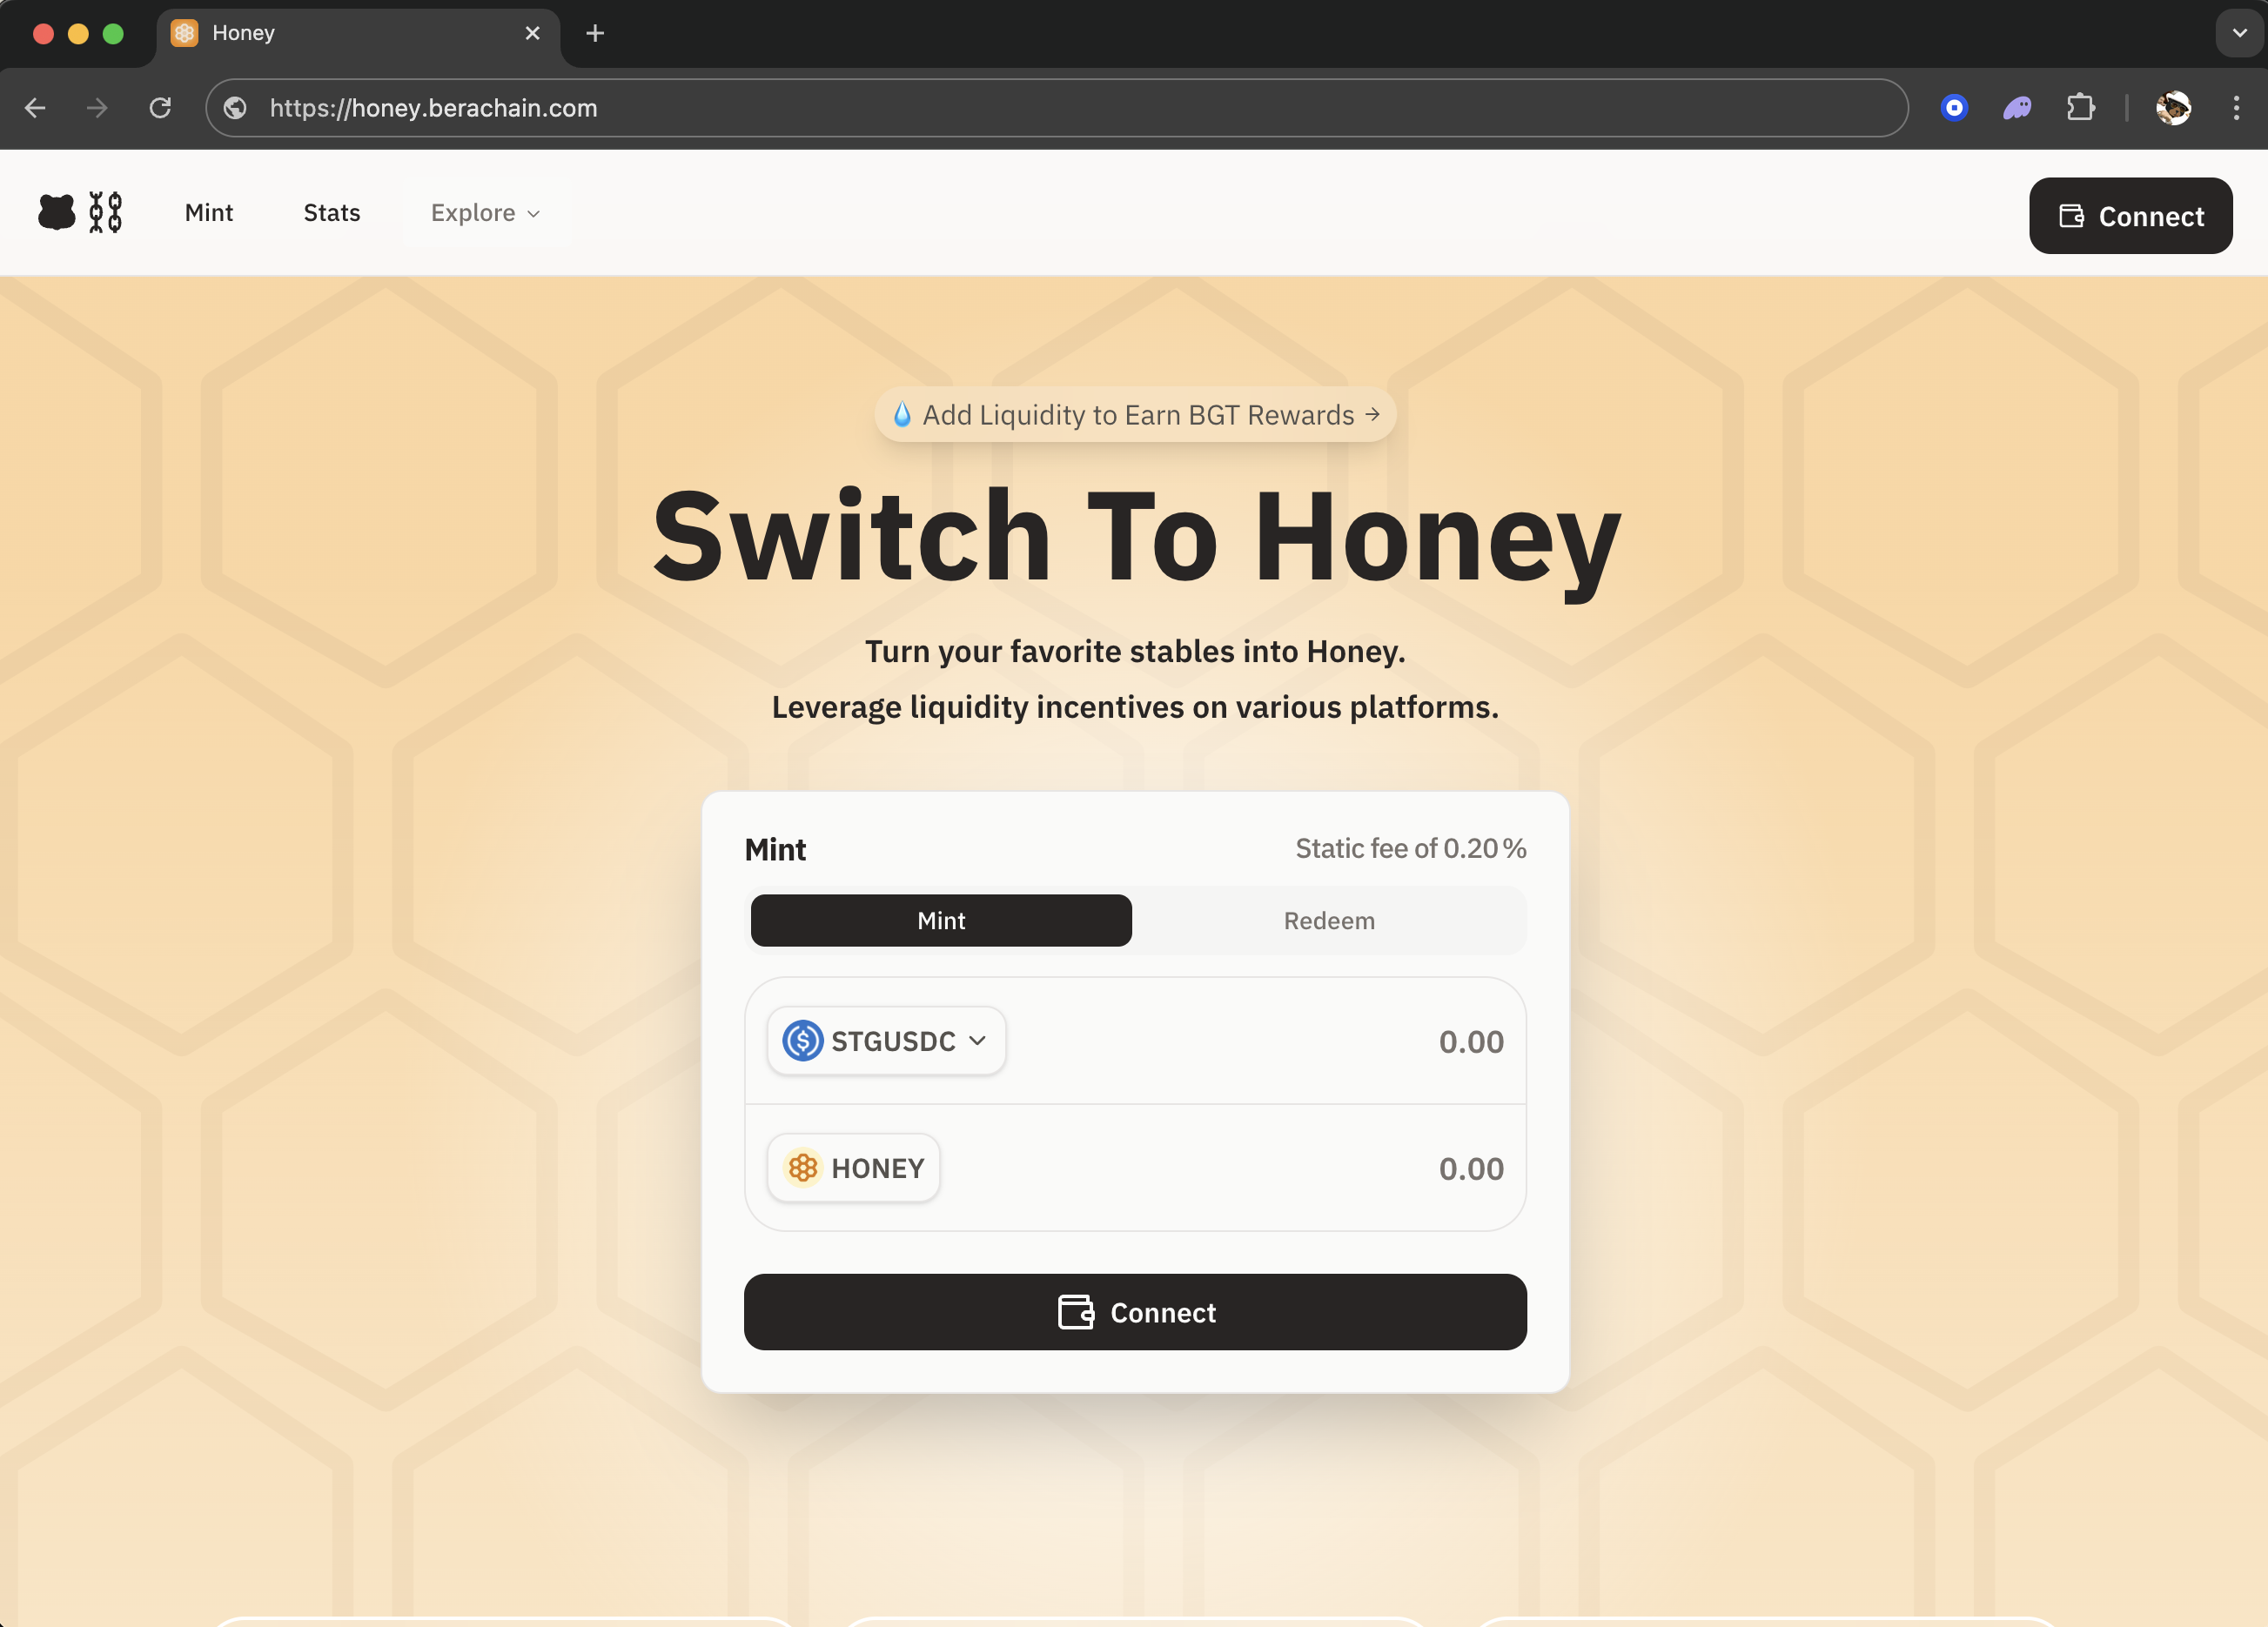 Honey
https://honey.berachain.com
Mint
Stats
Explore
Connect
💧 Add Liquidity to Earn BGT Rewards →
Switch To Honey
Turn your favorite stables into Honey.
Leverage liquidity incentives on various platforms.
Mint
Static fee of 0.20%
Mint
Redeem
STGUSDC
0.00
HONEY
0.00
Connect